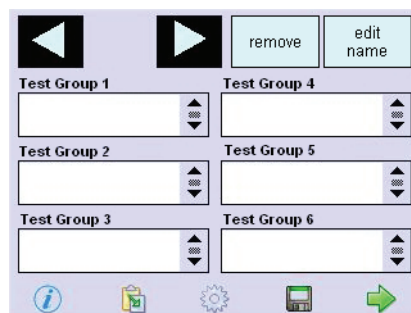 remove
edit
name
Test Group 1
Test Group 4
Test Group 2
Test Group 5
Test Group 3
Test Group 6
i